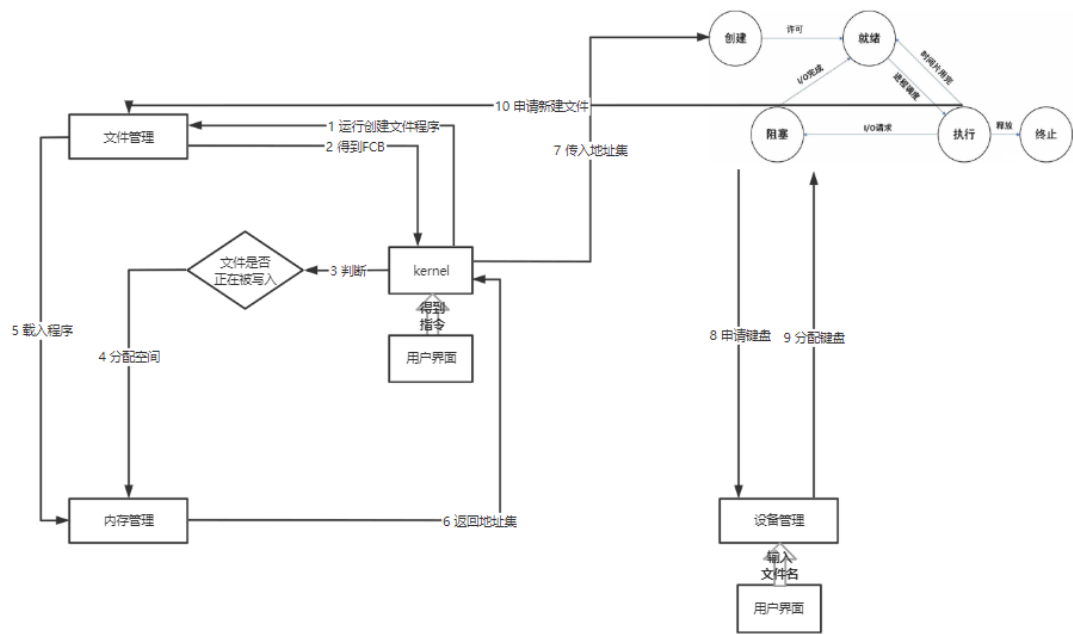 创建
许可
就绪
I/O完成
进程调度
时间片用完
10 申请新建文件
文件管理
1 运行创建文件程序
2 得到FCB
7 传入地址集
阻塞
I/O请求
执行
释放
终止
文件是否
正在被写入
3 判断
kernel
得到
指令
5 载入程序
4 分配空间
用户界面
8 申请键盘
9 分配键盘
内存管理
6 返回地址集
设备管理
输入
文件名
用户界面